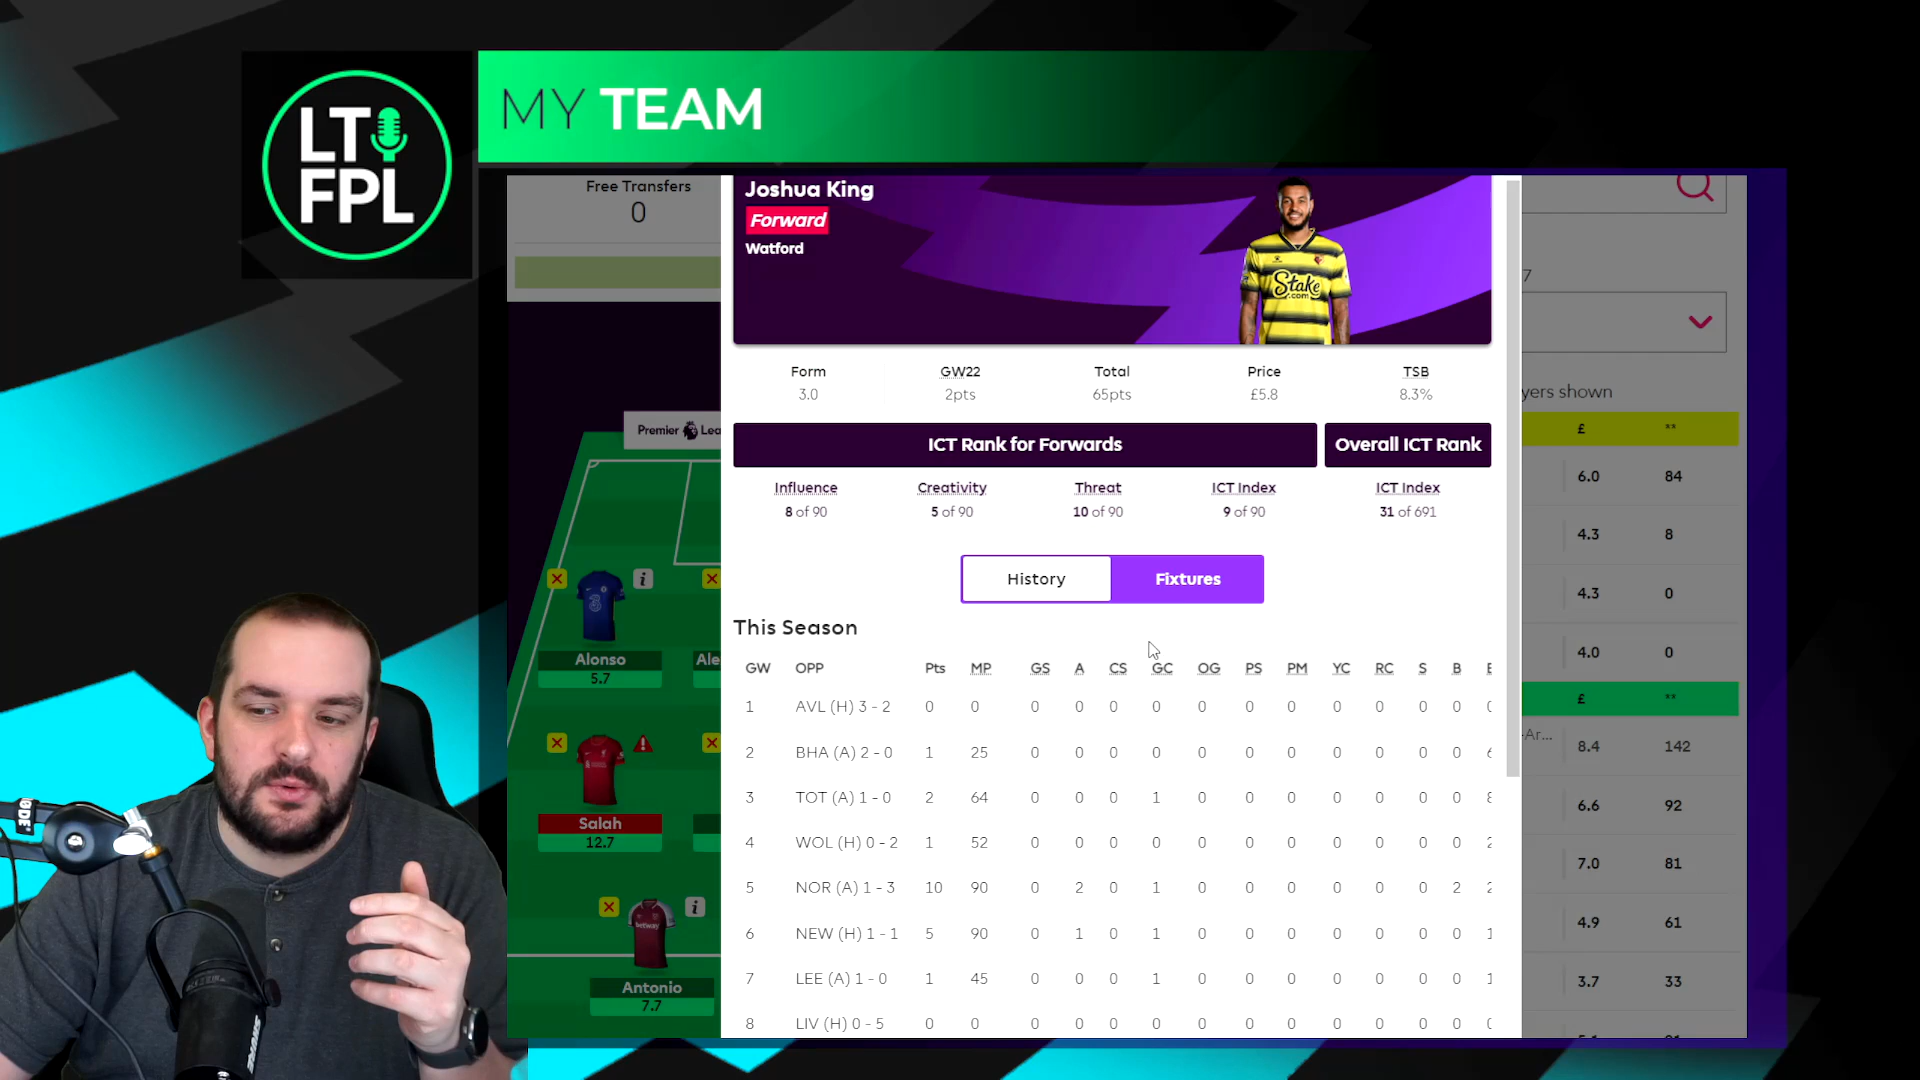 LT
FPL
MY TEAM
Free Transfers
0
Joshua King
Forward
Watford
Stake
.com
Form GW22 Total Price TSB
3.0 2pts 65pts £5.8 8.3%
ICT Rank for Forwards Overall ICT Rank
Influence Creativity Threat ICT Index ICT Index
8 of 90 5 of 90 10 of 90 9 of 90 31 of 691
History Fixtures
This Season
GW OPP Pts MP GS A CS GC OG PS PM YC RC S B
1 AVL (H) 3 - 2 0 0 0 0 0 0 0 0 0 0 0 0 0
2 BHA (A) 2 - 0 1 25 0 0 0 0 0 0 0 0 0 0 0
3 TOT (A) 1 - 0 2 64 0 0 0 1 0 0 0 0 0 0 0
4 WOL (H) 0 - 2 1 52 0 0 0 0 0 0 0 0 0 0 0
5 NOR (A) 1 - 3 10 90 0 2 0 1 0 0 0 0 0 0 2
6 NEW (H) 1 - 1 5 90 0 1 0 1 0 0 0 0 0 0 0
7 LEE (A) 1 - 0 1 45 0 0 0 1 0 0 0 0 0 0 0
8 LIV (H) 0 - 5 0 0 0 0 0 0 0 0 0 0 0 0 0
Premier Lea
Alonso
5.7
Ale
Salah
12.7
betway
Antonio
7.7
7
yers shown
£ **
6.0 84
4.3 8
4.3 0
4.0 0
£ **
-Ar... 8.4 142
6.6 92
7.0 81
4.9 61
3.7 33